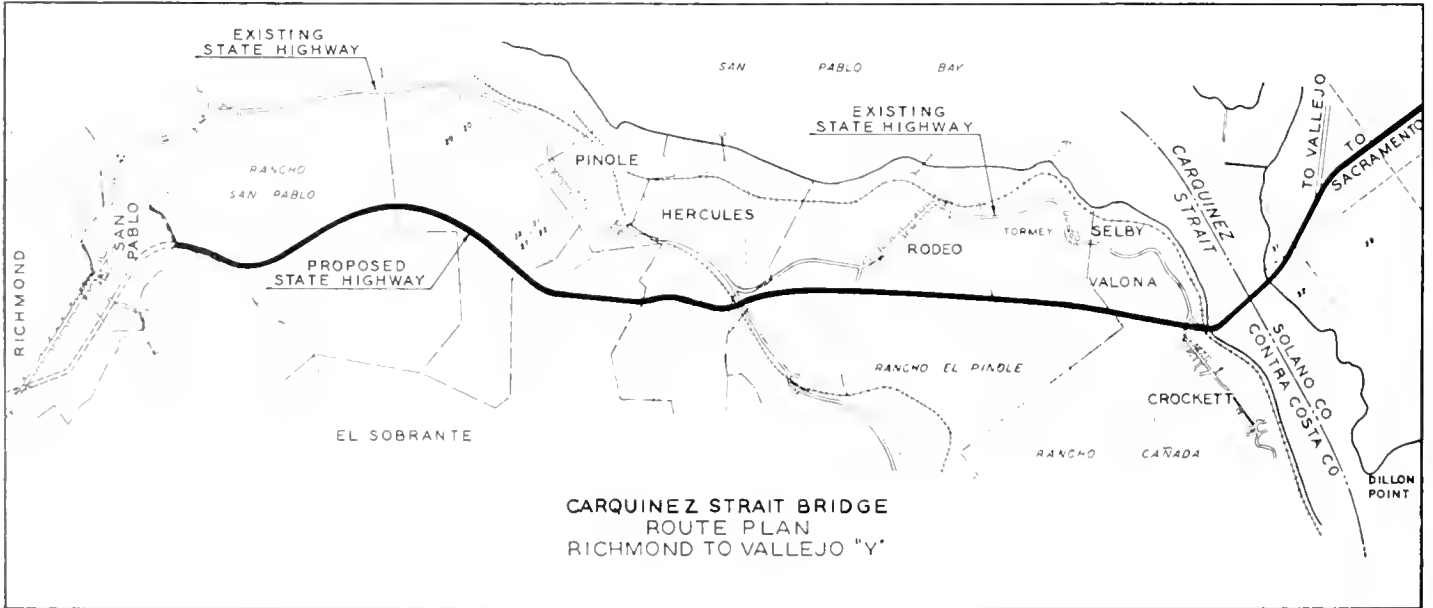 EXISTING
STATE HIGHWAY
SAN PABLO BAY
EXISTING
STATE HIGHWAY
TO VALLEJO
TO
SACRAMENTO
CARQUINEZ
STRAIT
PINOLE
RANCHO
SAN PABLO
HERCULES
SAN
PABLO
TORMEY
SELBY
RODEO
RICHMOND
PROPOSED
STATE HIGHWAY
VALONA
SOLANO CO
CONTRA COSTA CO
RANCHO EL PINOLE
CROCKETT
EL SOBRANTE
RANCHO CAÑADA
DILLON
POINT
CARQUINEZ STRAIT BRIDGE
ROUTE PLAN
RICHMOND TO VALLEJO "Y"